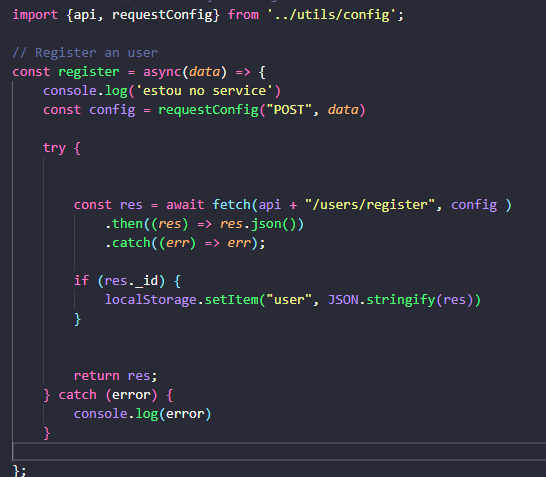 import {api, requestConfig} from '../utils/config';
// Register an user
const register = async(data) => {
console.log('estou no service')
const config = requestConfig("POST", data)
try {
const res = await fetch(api + "/users/register", config )
.then((res) => res.json())
.catch((err) => err);
if (res._id) {
localStorage.setItem("user", JSON.stringify(res))
}
return res;
} catch (error) {
console.log(error)
}
};